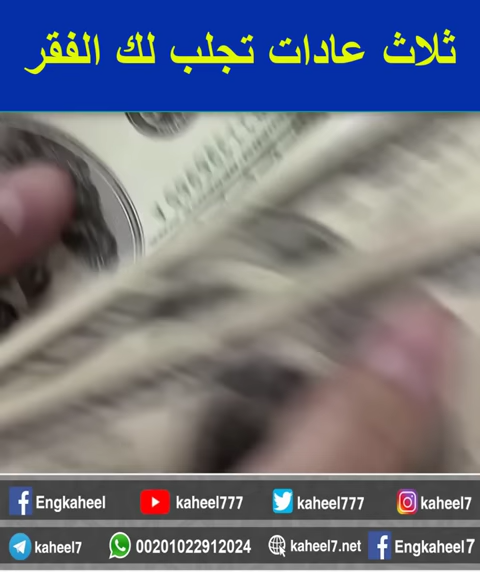 ثلاث عادات تجلب لك الفقر
Engkaheel kaheel777 kaheel777 kaheel7
kaheel7 00201022912024 kaheel7.net Engkaheel7